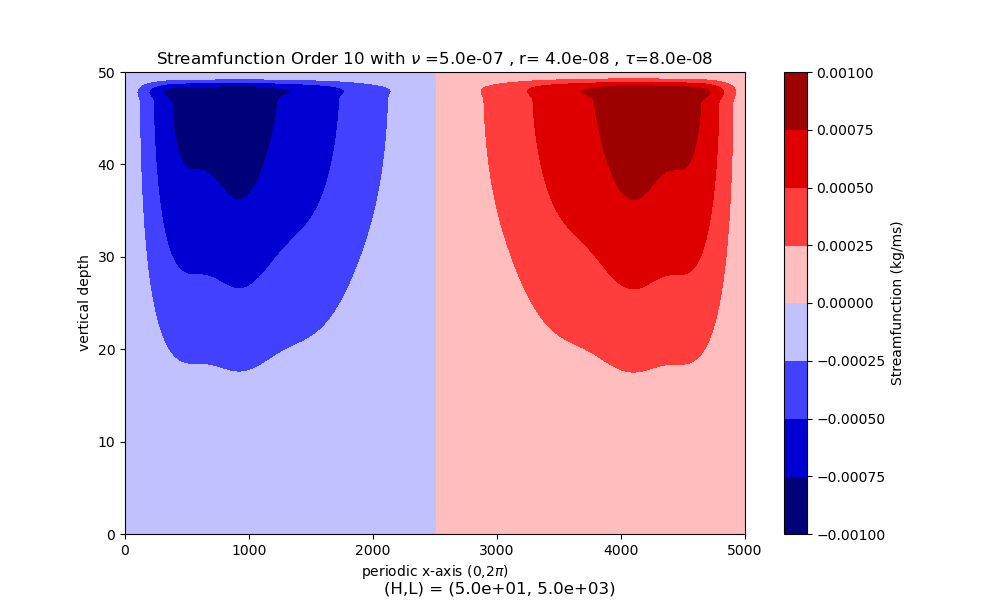 Streamfunction Order 10 with ν =5.0e-07 , r= 4.0e-08 , τ=8.0e-08
50
40
30
20
10
0
vertical depth
0 1000 2000 3000 4000 5000
periodic x-axis (0,2π)
(H,L) = (5.0e+01, 5.0e+03)
0.00100
0.00075
0.00050
0.00025
0.00000
−0.00025
−0.00050
−0.00075
−0.00100
Streamfunction (kg/ms)